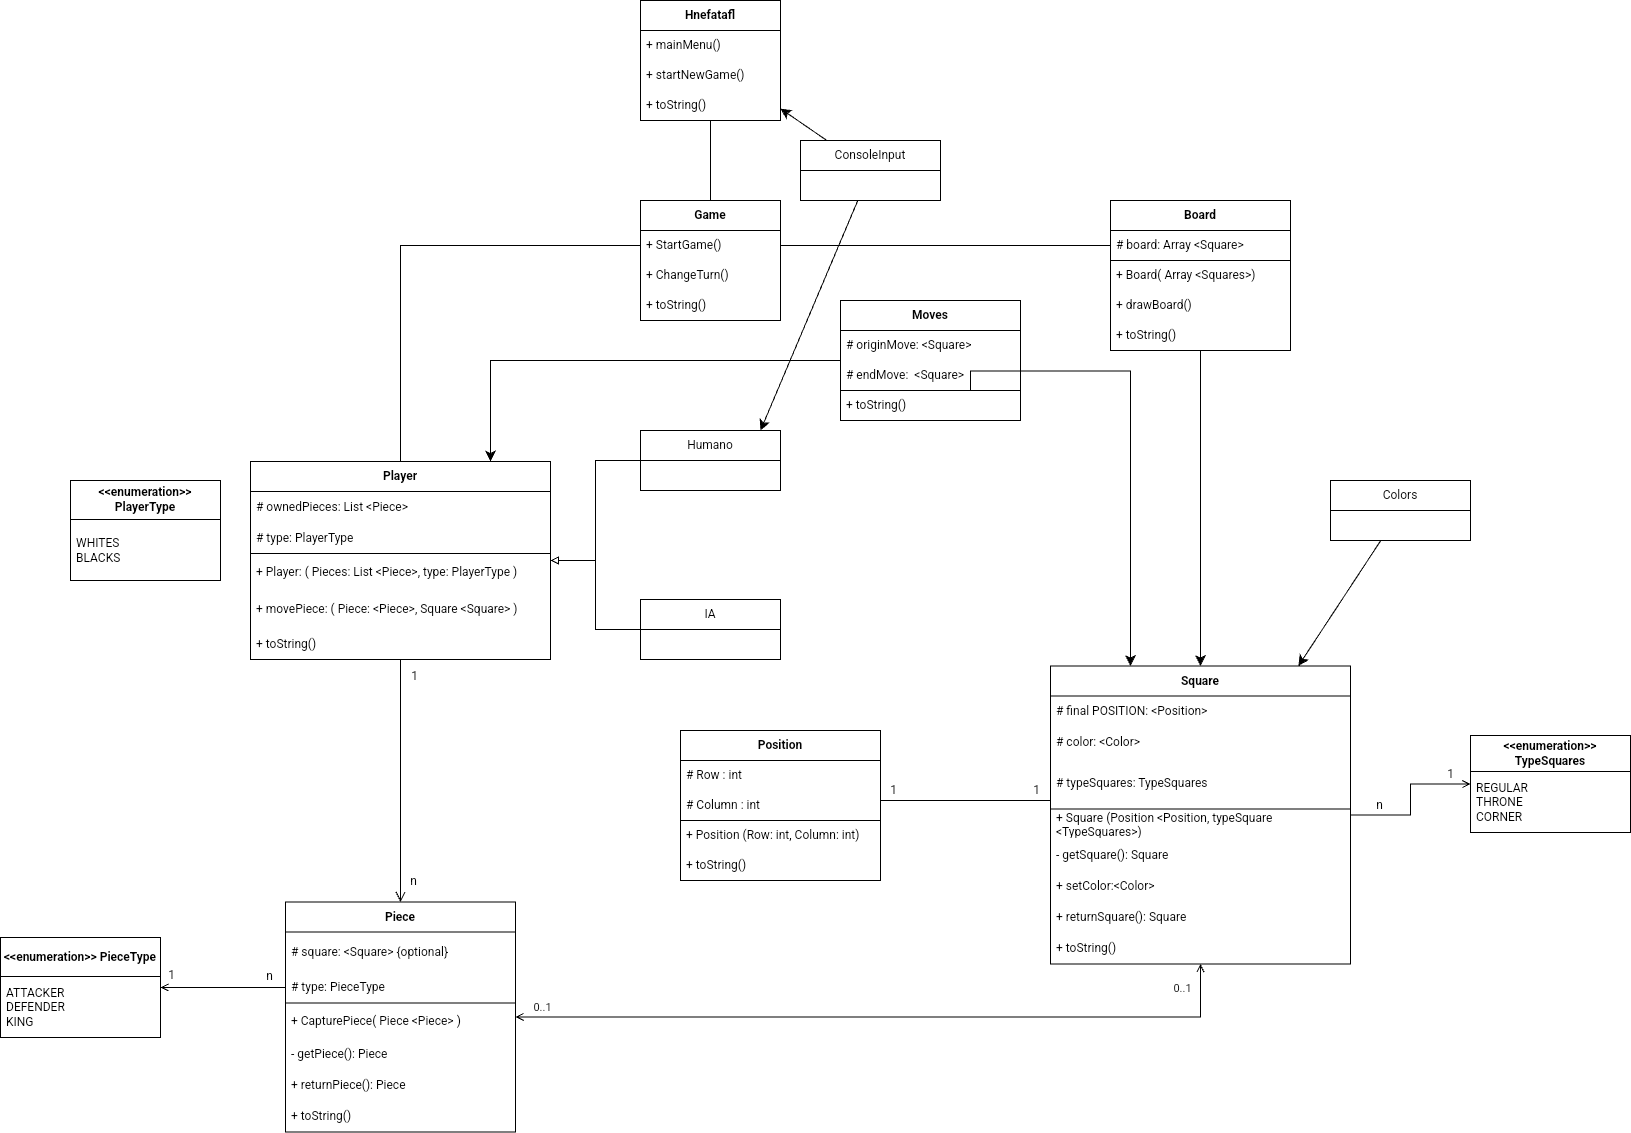 Hnefatafl
+ mainMenu()
+ startNewGame()
+ toString()
ConsoleInput
Game
+ StartGame()
+ ChangeTurn()
+ toString()
Board
# board: Array <Square>
+ Board( Array <Squares>)
+ drawBoard()
+ toString()
Moves
# originMove: <Square>
# endMove:  <Square>
+ toString()
Humano
Player
# ownedPieces: List <Piece>
# type: PlayerType
+ Player: ( Pieces: List <Piece>, type: PlayerType )
+ movePiece: ( Piece: <Piece>, Square <Square> )
+ toString()
<<enumeration>>
PlayerType
WHITES
BLACKS
IA
Colors
1
n
Square
# final POSITION: <Position>
# color: <Color>
# typeSquares: TypeSquares
+ Square (Position <Position, typeSquare
<TypeSquares>)
- getSquare(): Square
+ setColor:<Color>
+ returnSquare(): Square
+ toString()
Position
# Row : int
# Column : int
+ Position (Row: int, Column: int)
+ toString()
1
1
n
1
<<enumeration>>
TypeSquares
REGULAR
THRONE
CORNER
Piece
# square: <Square> {optional}
# type: PieceType
+ CapturePiece( Piece <Piece> )
- getPiece(): Piece
+ returnPiece(): Piece
+ toString()
<<enumeration>> PieceType
ATTACKER
DEFENDER
KING
1
n
0..1
0..1